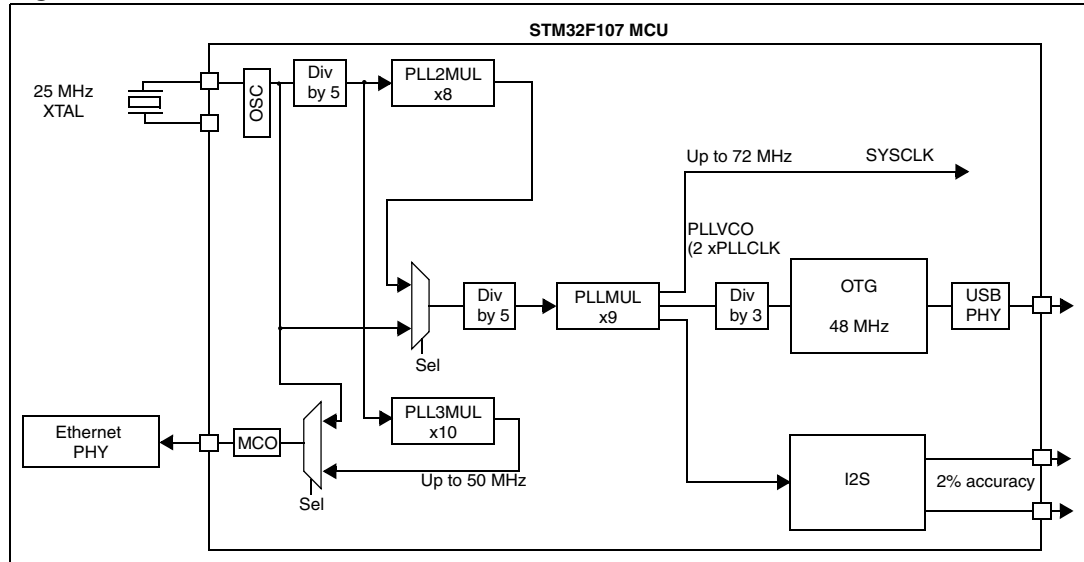 STM32F107 MCU
25 MHz
XTAL
OSC
Div
by 5
PLL2MUL
x8
Up to 72 MHz
SYSCLK
PLLVCO
(2 xPLLCLK
Div
by 5
PLLMUL
x9
Div
by 3
OTG
48 MHz
USB
PHY
Sel
Ethernet
PHY
MCO
PLL3MUL
x10
Up to 50 MHz
Sel
I2S
2% accuracy